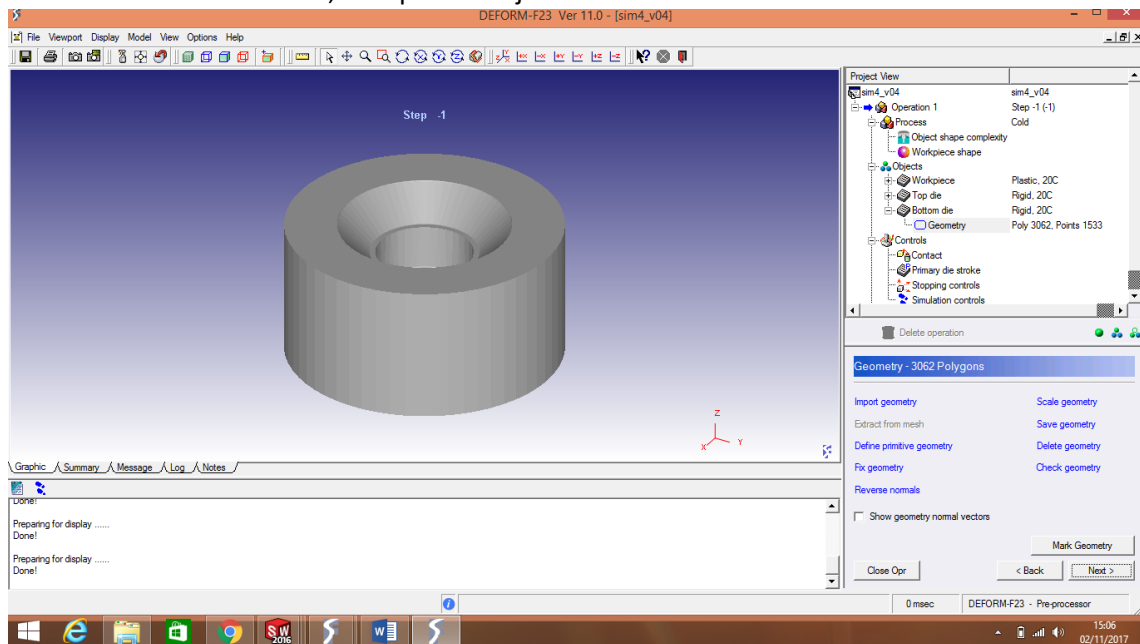 DEFORM-F23 Ver 11.0 - [sim4_v04]
File Viewport Display Model View Options Help
Step -1
Z
X Y
Project View
sim4_v04 sim4_v04
Operation 1 Step -1 (-1)
Process Cold
Object shape complexity
Workpiece shape
Objects
Workpiece Plastic, 20C
Top die Rigid, 20C
Bottom die Rigid, 20C
Geometry Poly 3062, Points 1533
Controls
Contact
Primary die stroke
Stopping controls
Simulation controls
Delete operation
Geometry - 3062 Polygons
Import geometry Scale geometry
Extract from mesh Save geometry
Define primitive geometry Delete geometry
Fix geometry Check geometry
Reverse normals
Show geometry normal vectors
Mark Geometry
Close Opr < Back Next >
Graphic Summary Message Log Notes
Done!
Preparing for display ......
Done!
Preparing for display ......
Done!
0 msec DEFORM-F23 - Pre-processor
SW 2016
15:06
02/11/2017